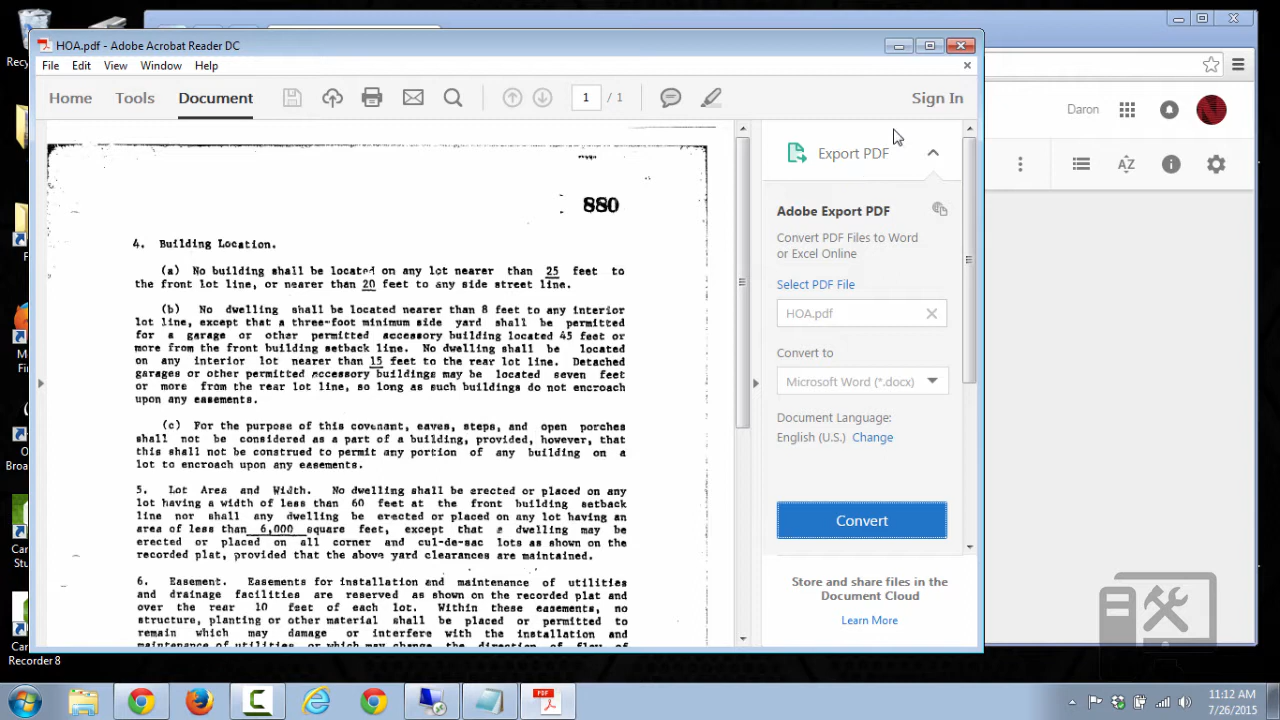 HOA.pdf - Adobe Acrobat Reader DC
File Edit View Window Help
Home Tools Document 1 / 1 Sign In
Daron
Export PDF
Adobe Export PDF
Convert PDF Files to Word
or Excel Online
Select PDF File
HOA.pdf
Convert to
Microsoft Word (*.docx)
Document Language:
English (U.S.) Change
Convert
Store and share files in the
Document Cloud
Learn More
880
4. Building Location.
(a) No building shall be located on any lot nearer than 25 feet to
the front lot line, or nearer than 20 feet to any side street line.
(b) No dwelling shall be located nearer than 8 feet to any interior
lot line, except that a three-foot minimum side yard shall be permitted
for a garage or other permitted accessory building located 45 feet or
more from the front building setback line. No dwelling shall be located
on any interior lot nearer than 15 feet to the rear lot line. Detached
garages or other permitted accessory buildings may be located seven feet
or more from the rear lot line, so long as such buildings do not encroach
upon any easements.
(c) For the purpose of this covenant, eaves, steps, and open porches
shall not be considered as a part of a building, provided, however, that
this shall not be construed to permit any portion of any building on a
lot to encroach upon any easements.
5. Lot Area and Width. No dwelling shall be erected or placed on any
lot having a width of less than 60 feet at the front building setback
line nor shall any dwelling be erected or placed on any lot having an
area of less than 6,000 square feet, except that a dwelling may be
erected or placed on all corner and cul-de-sac lots as shown on the
recorded plat, provided that the above yard clearances are maintained.
6. Easement. Easements for installation and maintenance of utilities
and drainage facilities are reserved as shown on the recorded plat and
over the rear 10 feet of each lot. Within these easements, no
structure, planting or other material shall be placed or permitted to
remain which may damage or interfere with the installation and
maintenance of utilities, or which may change the direction of flow of
Recorder 8
11:12 AM
7/26/2015